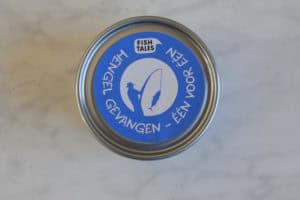 FISH
TALES
HENGEL GEVANGEN – ÉÉN VOOR ÉÉN